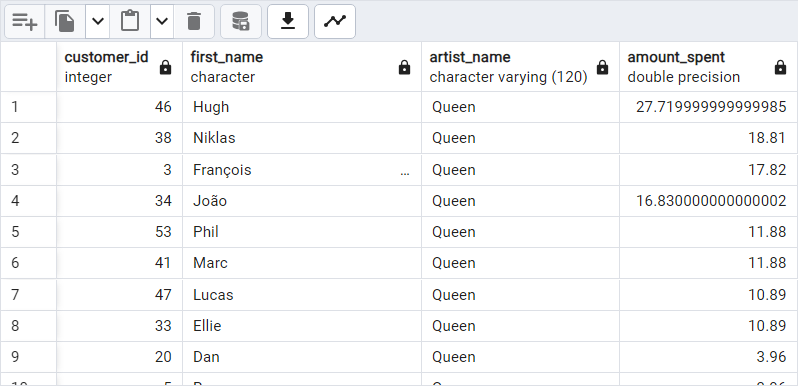 customer_id first_name artist_name amount_spent
integer character character varying (120) double precision
1 46 Hugh Queen 27.719999999999985
2 38 Niklas Queen 18.81
3 3 François ... Queen 17.82
4 34 João Queen 16.830000000000002
5 53 Phil Queen 11.88
6 41 Marc Queen 11.88
7 47 Lucas Queen 10.89
8 33 Ellie Queen 10.89
9 20 Dan Queen 3.96